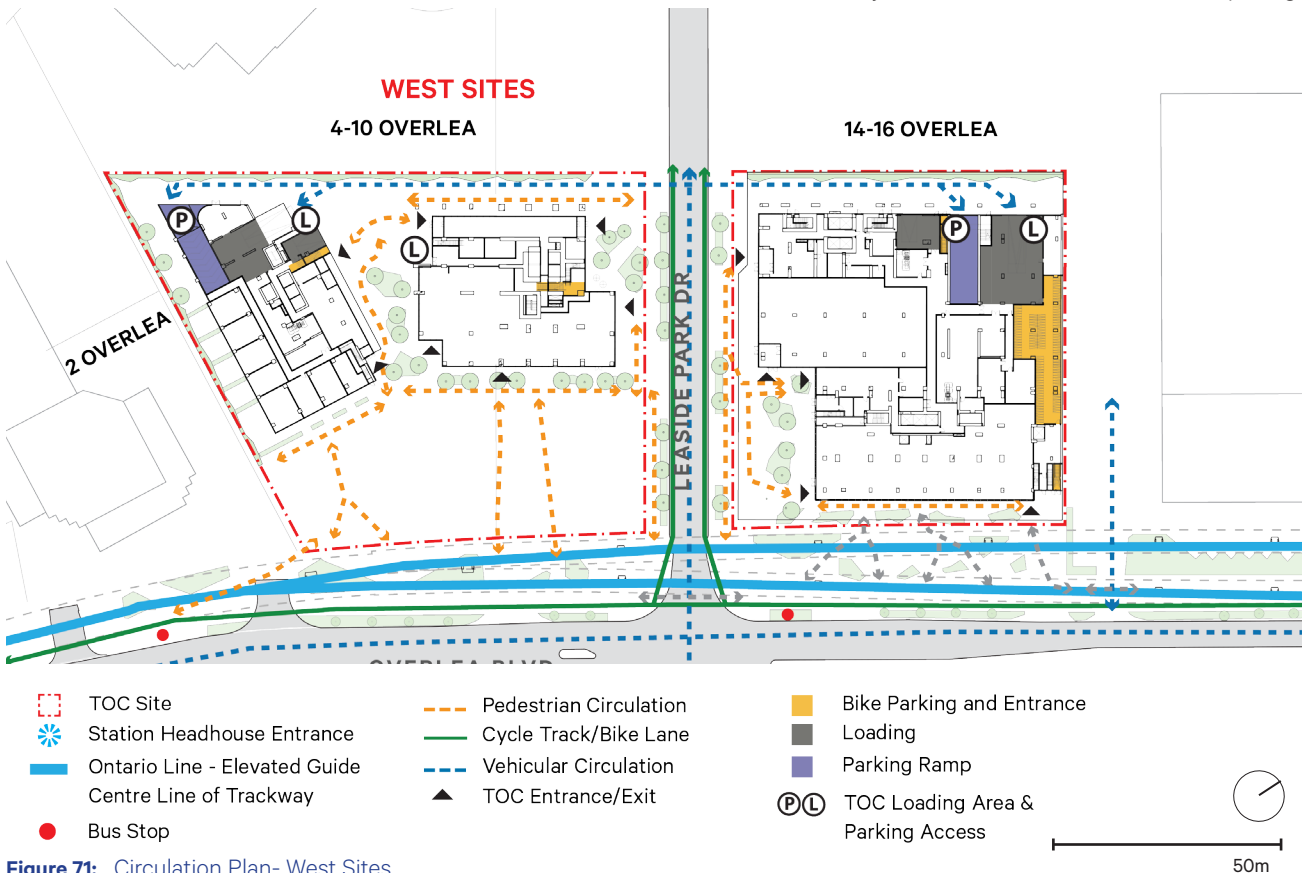 WEST SITES
4-10 OVERLEA
14-16 OVERLEA
P
L
L
P
L
2 OVERLEA
LEASIDE PARK DR
OVERLEA BLVD
TOC Site
Station Headhouse Entrance
Ontario Line - Elevated Guide
Centre Line of Trackway
Bus Stop
Pedestrian Circulation
Cycle Track/Bike Lane
Vehicular Circulation
TOC Entrance/Exit
Bike Parking and Entrance
Loading
Parking Ramp
P L
TOC Loading Area &
Parking Access
50m
Figure 71: Circulation Plan- West Sites